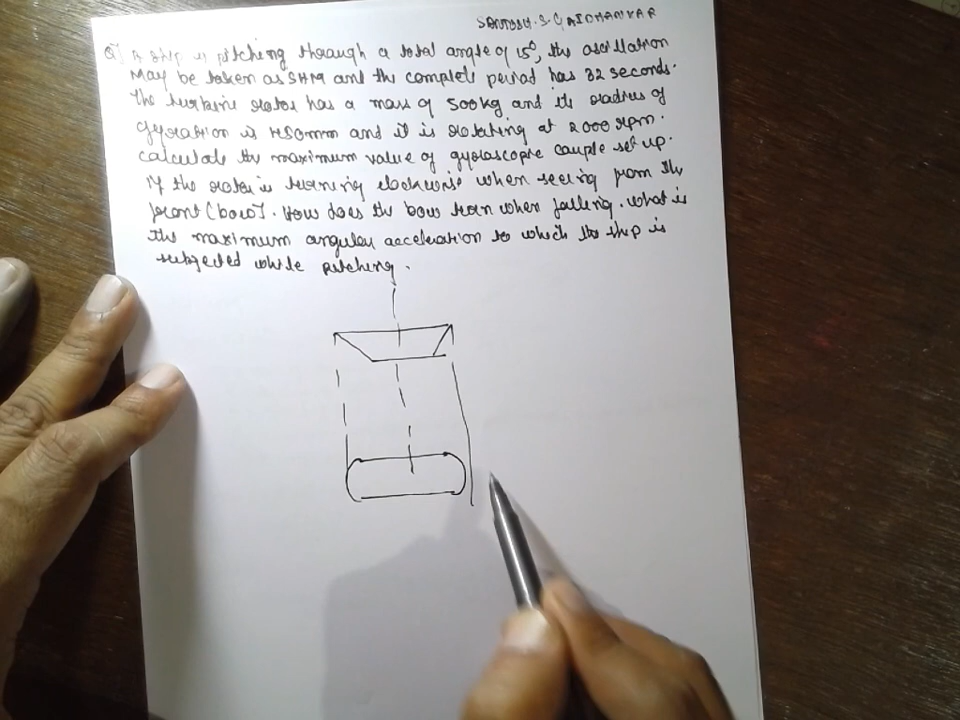 SANTOSH. S. GAIDHANKAR
Q) A ship is pitching through a total angle of 15°, the oscillation
May be taken as SHM and the complete period has 32 seconds.
The turbine rotor has a mass of 500kg and its radius of
gyration is 450mm and it is rotating at 2000 rpm.
calculate the maximum value of gyroscopic couple set up.
If the rotor is turning clockwise when seeing from the
front (bow). How does the bow turn when falling. what is
the maximum angular acceleration to which the ship is
subjected while pitching.